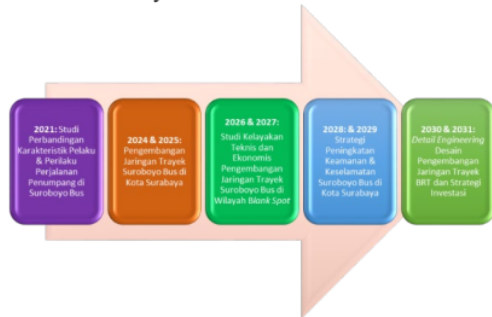 2021: Studi
Perbandingan
Karakteristik Pelaku
& Perilaku
Perjalanan
Penumpang di
Suroboyo Bus
2024 & 2025:
Pengembangan
Jaringan Trayek
Suroboyo Bus di
Kota Surabaya
2026 & 2027:
Studi Kelayakan
Teknis dan
Ekonomis
Pengembangan
Jaringan Trayek
Suroboyo Bus di
Wilayah Blank Spot
2028: & 2029
Strategi
Peningkatan
Keamanan &
Keselamatan
Suroboyo Bus di
Kota Surabaya
2030 & 2031:
Detail Engineering
Desain
Pengembangan
Jaringan Trayek
BRT dan Strategi
Investasi